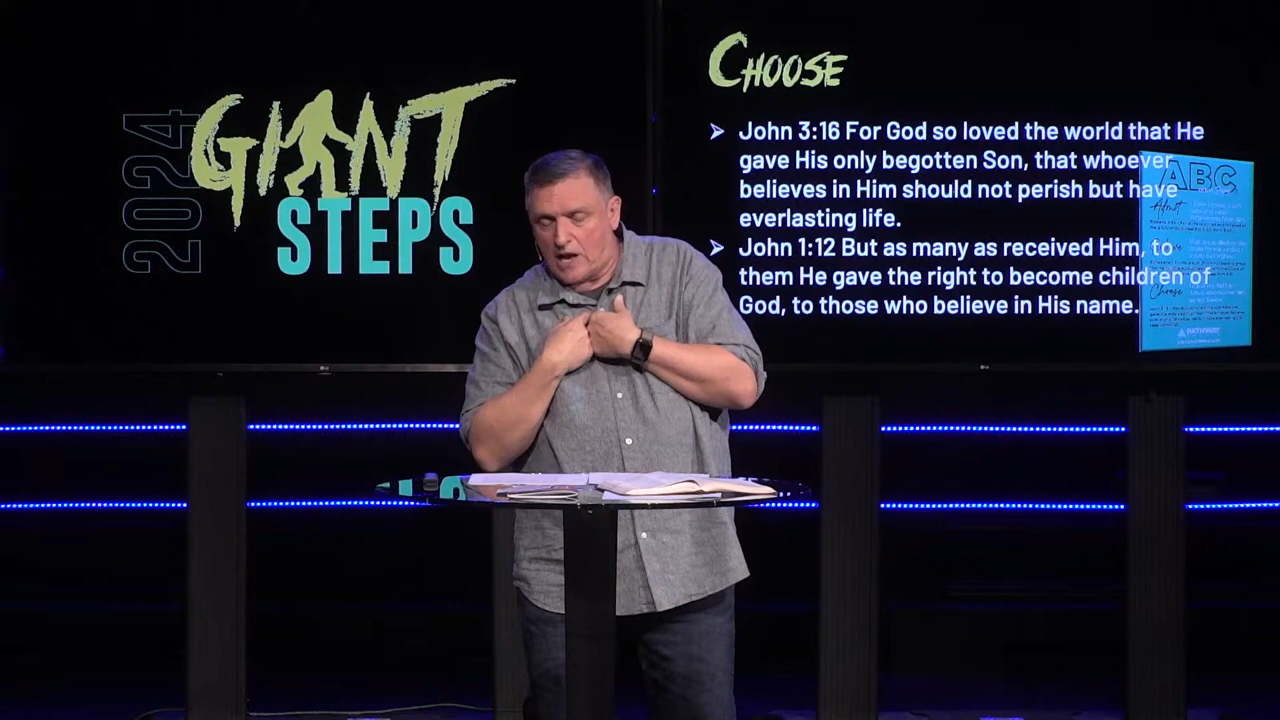 2024
GIANT
STEPS
CHOOSE
John 3:16 For God so loved the world that He
gave His only begotten Son, that whoever
believes in Him should not perish but have
everlasting life.
John 1:12 But as many as received Him, to
them He gave the right to become children of
God, to those who believe in His name.
ABC
Admit
Choose
PATHWAY